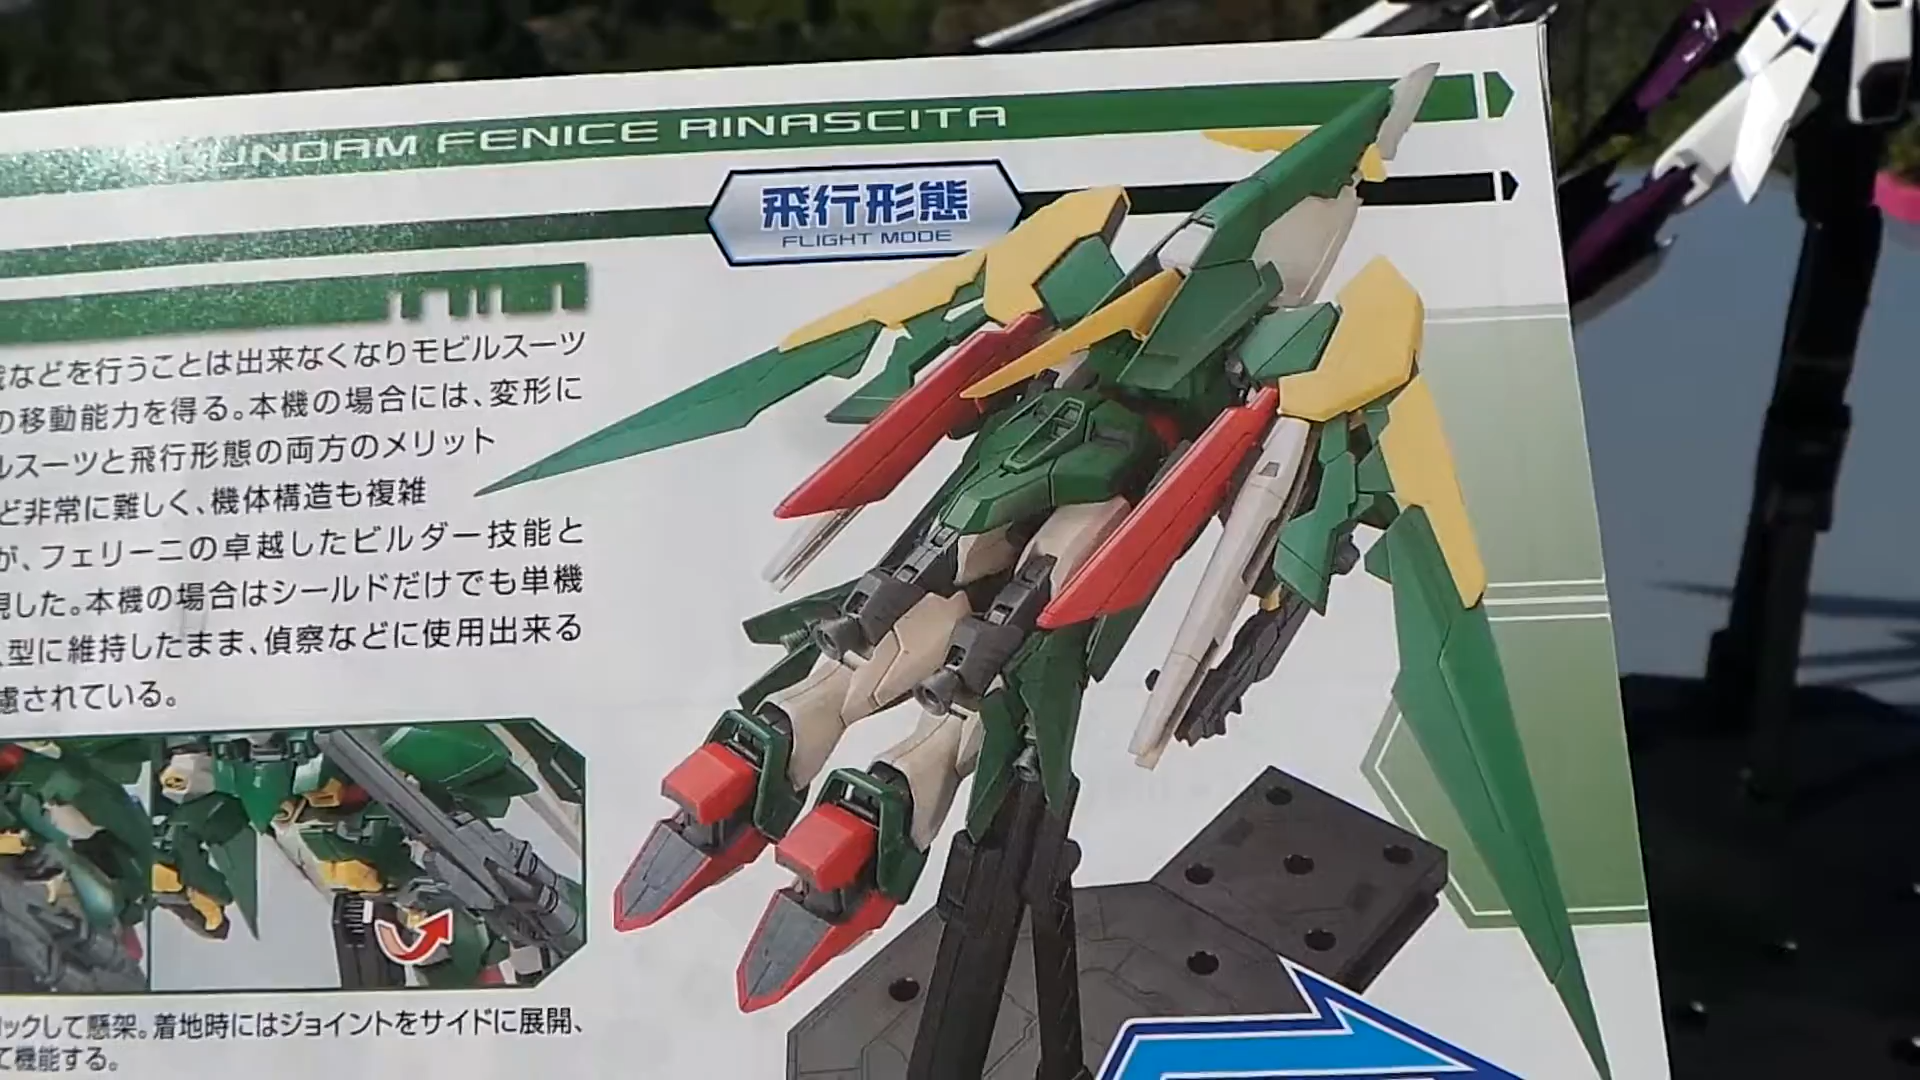 GUNDAM FENICE RINASCITA
飛行形態
FLIGHT MODE
などを行うことは出来なくなりモビルスーツ
の移動能力を得る。本機の場合には、変形に
ルスーツと飛行形態の両方のメリット
ど非常に難しく、機体構造も複雑
が、フェリーニの卓越したビルダー技能と
現した。本機の場合はシールドだけでも単機
型に維持したまま、偵察などに使用出来る
慮されている。
ックして懸架。着地時にはジョイントをサイドに展開、
て機能する。